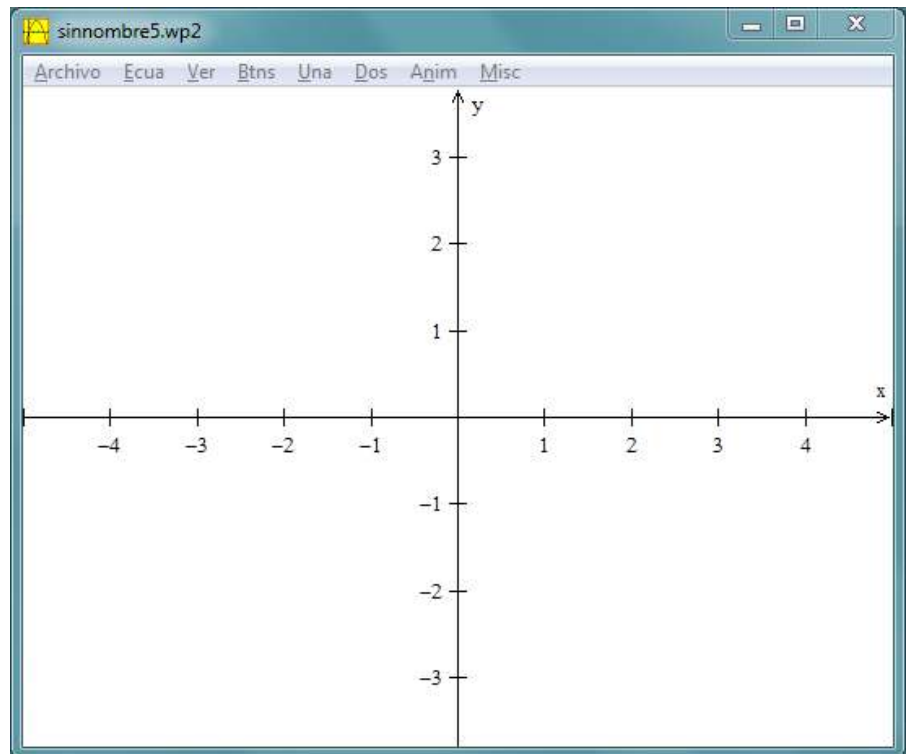 sinnombre5.wp2
Archivo Ecua Ver Btns Una Dos Anim Misc
y
3
2
1
x
−4 −3 −2 −1 1 2 3 4
−1
−2
−3